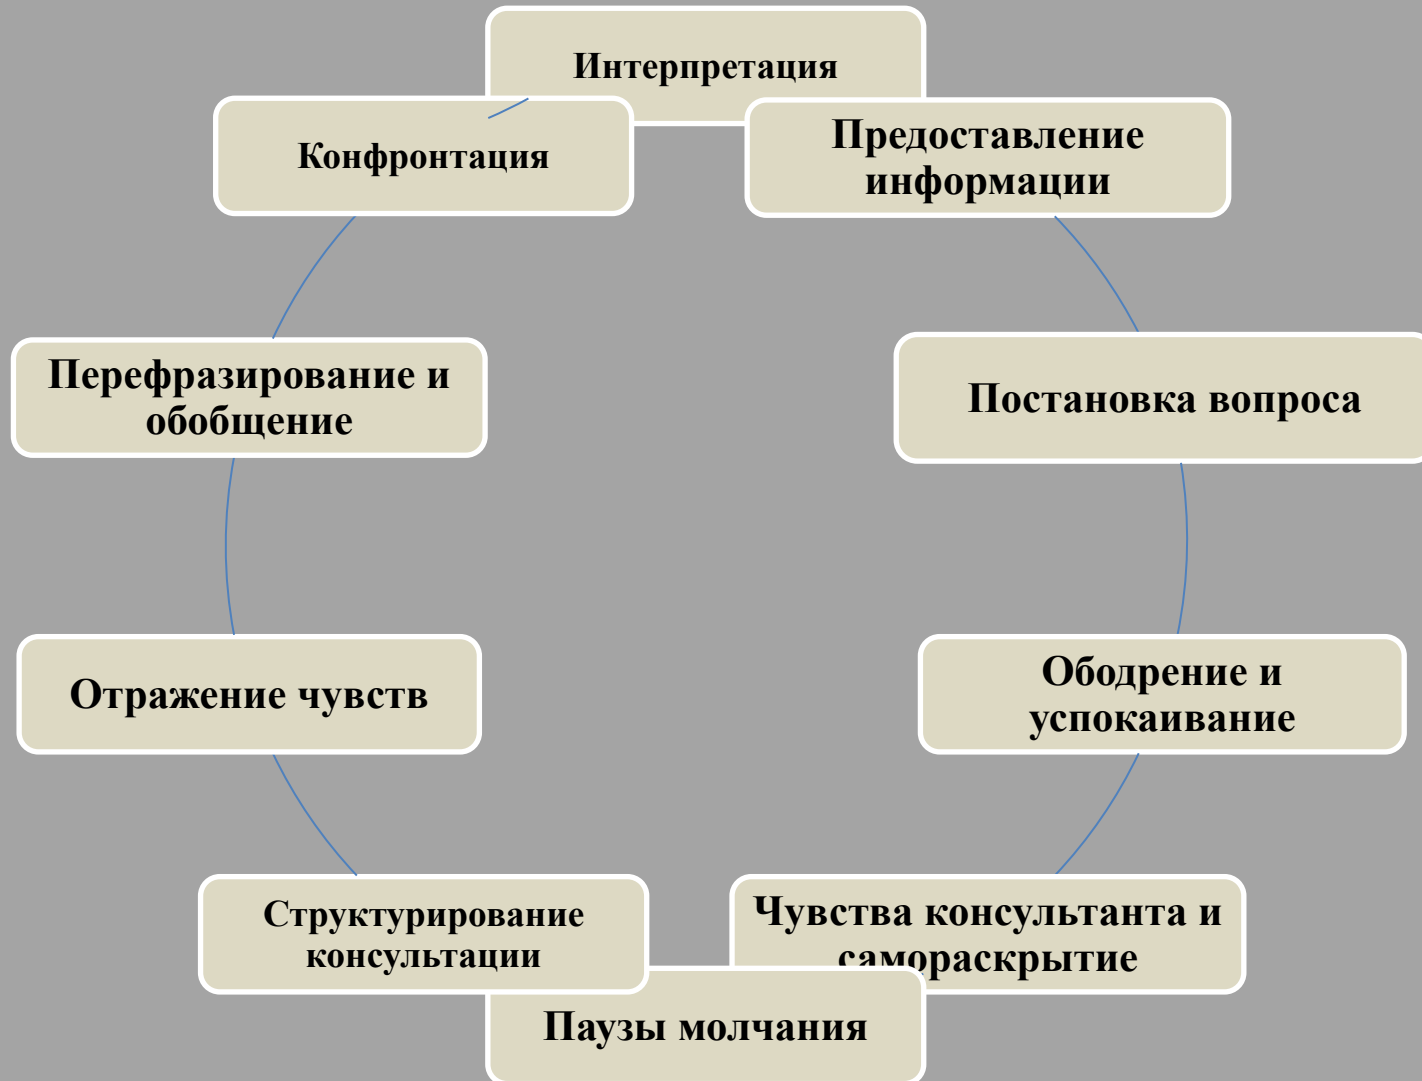 Интерпретация
Конфронтация
Предоставление
информации
Перефразирование и
обобщение
Постановка вопроса
Отражение чувств
Ободрение и
успокаивание
Структурирование
консультации
Чувства консультанта и
самораскрытие
Паузы молчания